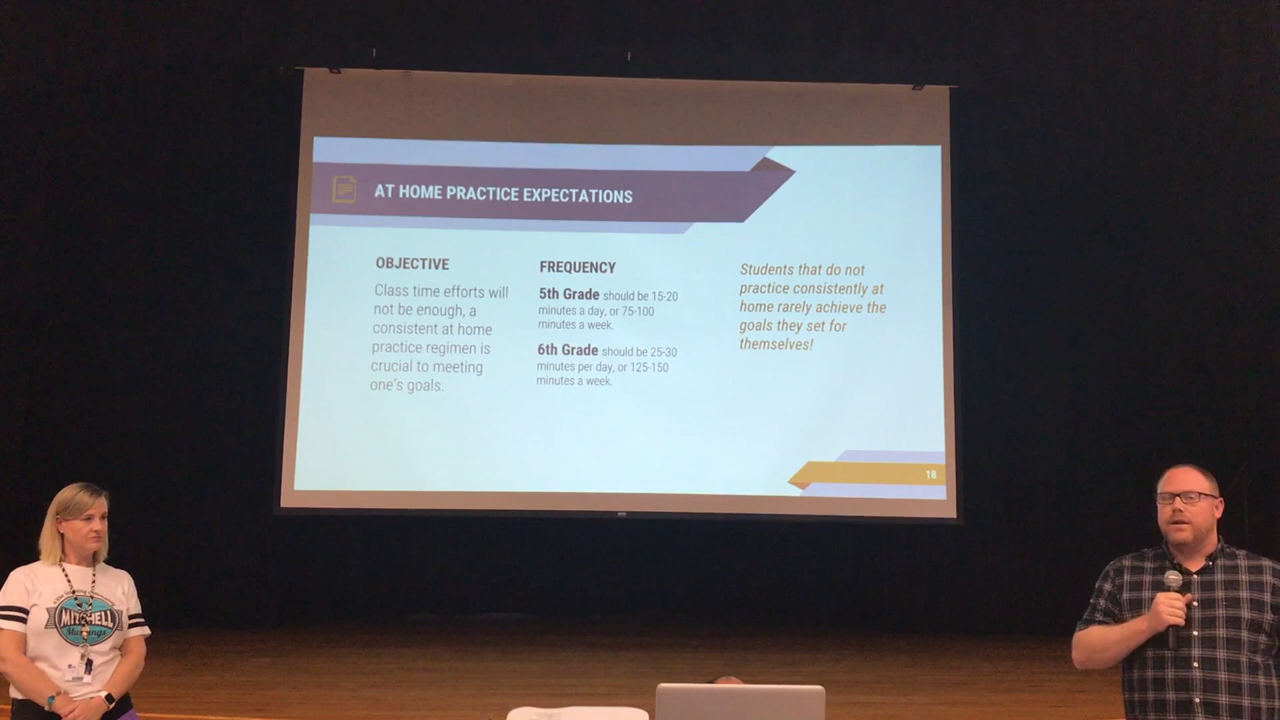 AT HOME PRACTICE EXPECTATIONS
OBJECTIVE
Class time efforts will
not be enough, a
consistent at home
practice regimen is
crucial to meeting
one's goals.
FREQUENCY
5th Grade should be 15-20
minutes a day, or 75-100
minutes a week.
6th Grade should be 25-30
minutes per day, or 125-150
minutes a week.
Students that do not
practice consistently at
home rarely achieve the
goals they set for
themselves!
18
MITCHELL
Mustangs